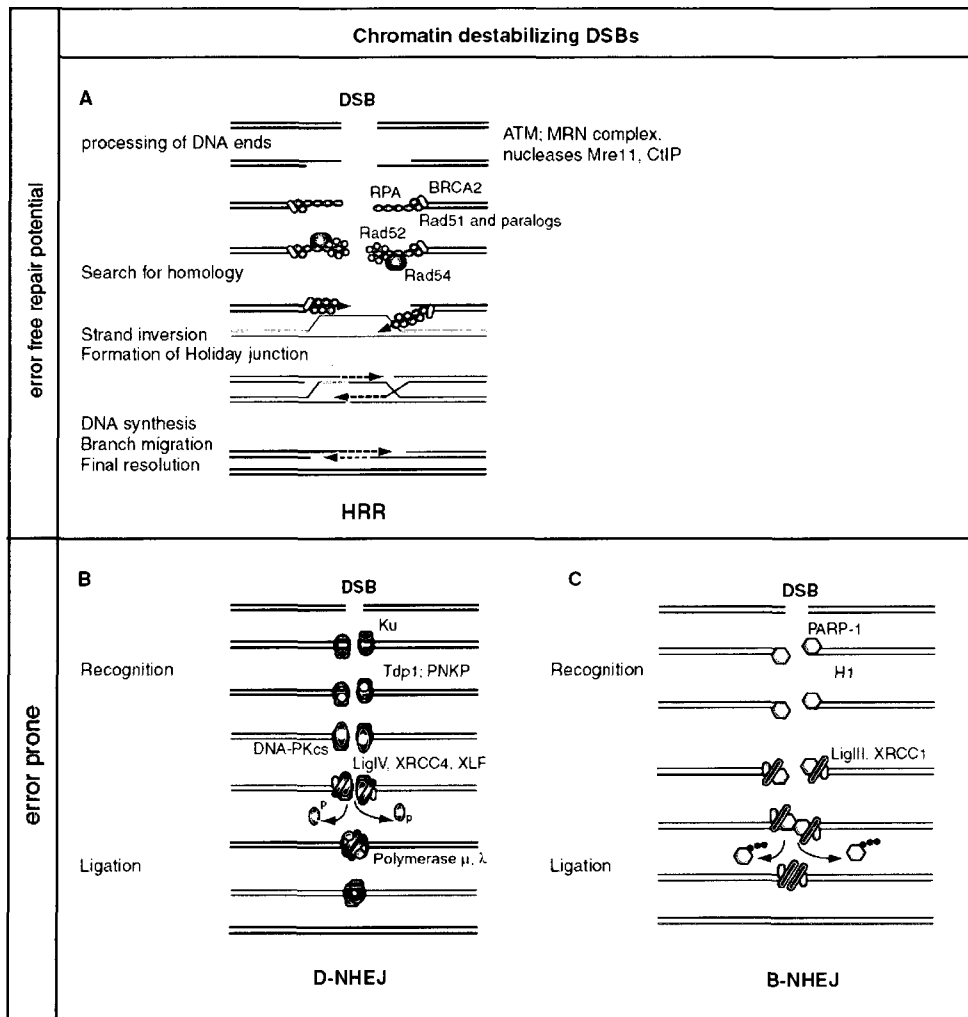 Chromatin destabilizing DSBs
error free repair potential
A
DSB
processing of DNA ends
ATM; MRN complex,
nucleases Mre11, CtIP
RPA
BRCA2
Rad51 and paralogs
Rad52
Search for homology
Rad54
Strand inversion
Formation of Holiday junction
DNA synthesis
Branch migration
Final resolution
HRR
error prone
B
DSB
Ku
Recognition
Tdp1; PNKP
DNA-PKcs
LigIV, XRCC4, XLF
P
P
Ligation
Polymerase μ, λ
D-NHEJ
C
DSB
PARP-1
Recognition
H1
LigIII, XRCC1
Ligation
B-NHEJ